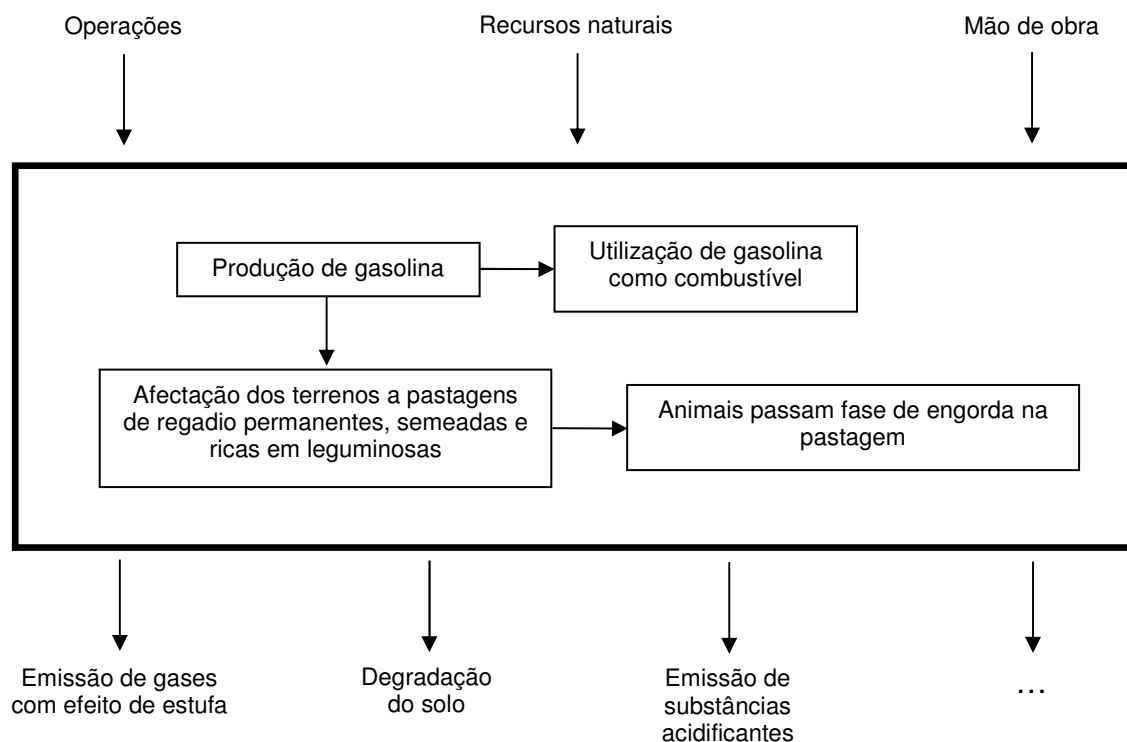 Operações
Recursos naturais
Mão de obra
Produção de gasolina
Utilização de gasolina
como combustível
Afectação dos terrenos a pastagens
de regadio permanentes, semeadas e
ricas em leguminosas
Animais passam fase de engorda na
pastagem
Emissão de gases
com efeito de estufa
Degradação
do solo
Emissão de
substâncias
acidificantes
...